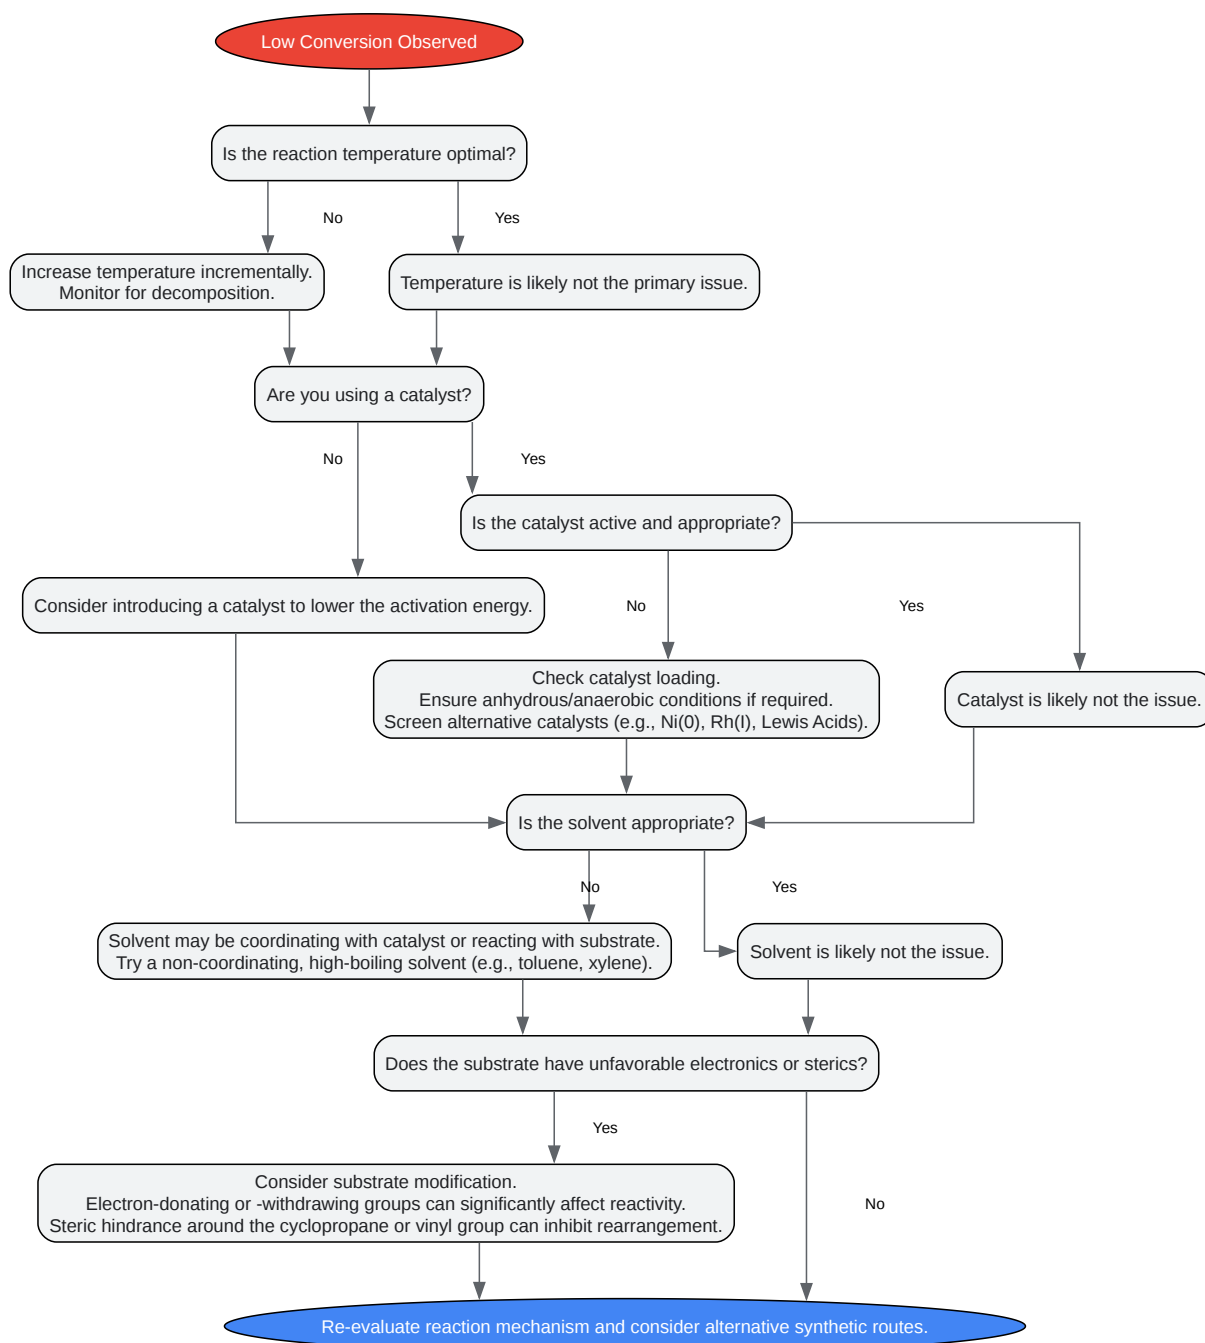 Low Conversion Observed
Is the reaction temperature optimal?
No
Yes
Increase temperature incrementally.
Monitor for decomposition.
Temperature is likely not the primary issue.
Are you using a catalyst?
No
Yes
Is the catalyst active and appropriate?
Consider introducing a catalyst to lower the activation energy.
No
Yes
Check catalyst loading.
Ensure anhydrous/anaerobic conditions if required.
Screen alternative catalysts (e.g., Ni(0), Rh(I), Lewis Acids).
Catalyst is likely not the issue.
Is the solvent appropriate?
No
Yes
Solvent may be coordinating with catalyst or reacting with substrate.
Try a non-coordinating, high-boiling solvent (e.g., toluene, xylene).
Solvent is likely not the issue.
Does the substrate have unfavorable electronics or sterics?
Yes
Consider substrate modification.
Electron-donating or -withdrawing groups can significantly affect reactivity.
Steric hindrance around the cyclopropane or vinyl group can inhibit rearrangement.
No
Re-evaluate reaction mechanism and consider alternative synthetic routes.